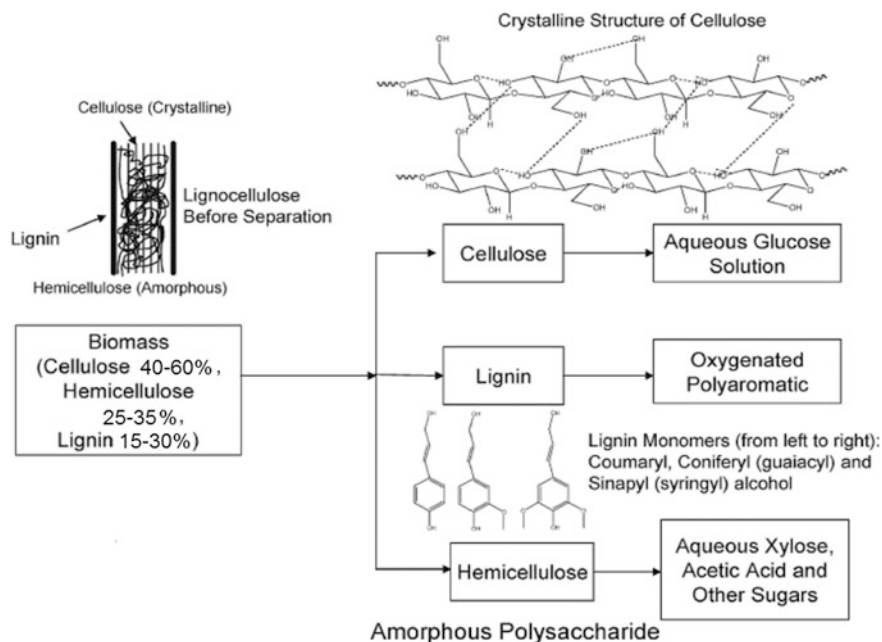 Crystalline Structure of Cellulose
Cellulose (Crystalline)
Lignocellulose
Before Separation
Lignin
Hemicellulose (Amorphous)
Biomass
(Cellulose 40-60%,
Hemicellulose
25-35%,
Lignin 15-30%)
Cellulose
Aqueous Glucose
Solution
Lignin
Oxygenated
Polyaromatic
Lignin Monomers (from left to right):
Coumaryl, Coniferyl (guaiacyl) and
Sinapyl (syringyl) alcohol
Hemicellulose
Aqueous Xylose,
Acetic Acid and
Other Sugars
Amorphous Polysaccharide